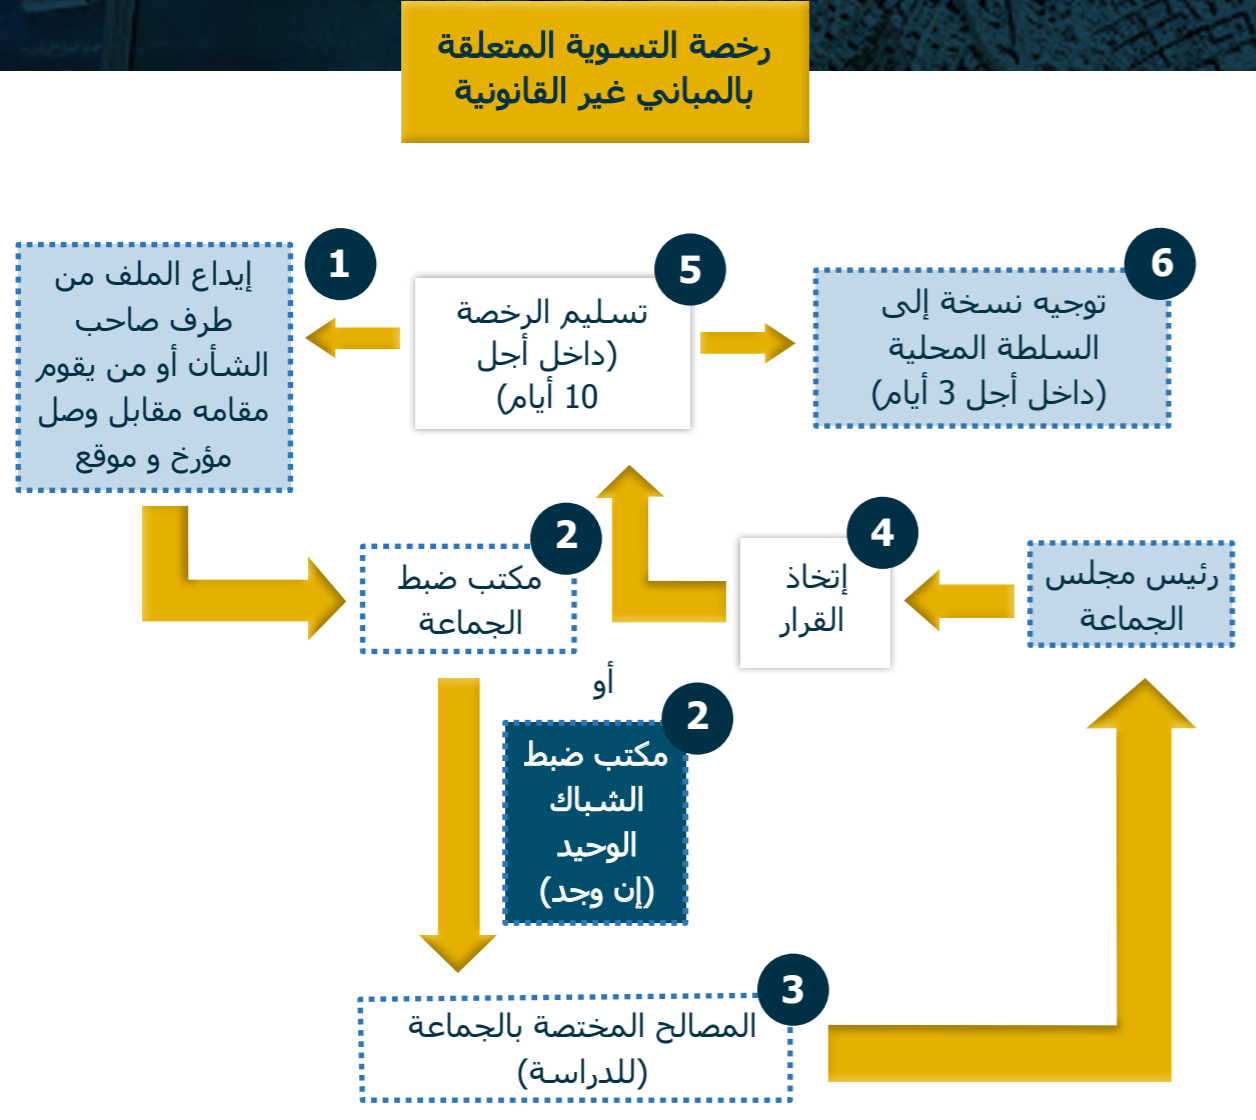 رخصة التسوية المتعلقة
بالمباني غير القانونية
1
إيداع الملف من
طرف صاحب
الشأن أو من يقوم
مقامه مقابل وصل
مؤرخ و موقع
2
مكتب ضبط
الجماعة
أو
2
مكتب ضبط
الشباك
الوحيد
(إن وجد)
3
المصالح المختصة بالجماعة
(للدراسة)
رئيس مجلس
الجماعة
4
إتخاذ
القرار
5
تسليم الرخصة
(داخل أجل
10 أيام)
6
توجيه نسخة إلى
السلطة المحلية
(داخل أجل 3 أيام)